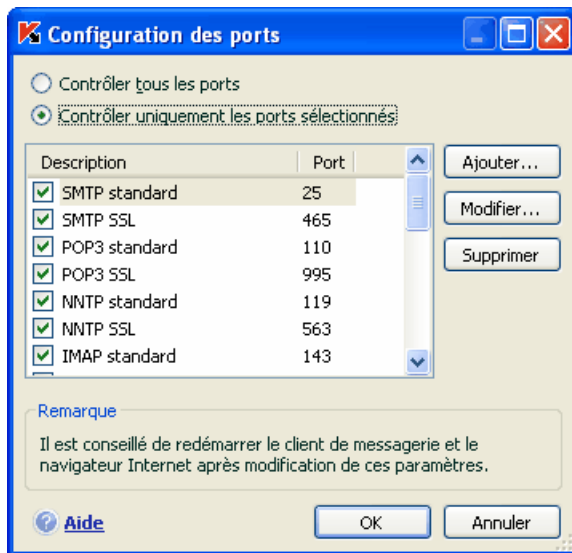 Configuration des ports
Contrôler tous les ports
Contrôler uniquement les ports sélectionnés
Description Port
SMTP standard 25
SMTP SSL 465
POP3 standard 110
POP3 SSL 995
NNTP standard 119
NNTP SSL 563
IMAP standard 143
Ajouter...
Modifier...
Supprimer
Remarque
Il est conseillé de redémarrer le client de messagerie et le
navigateur Internet après modification de ces paramètres.
Aide
OK
Annuler